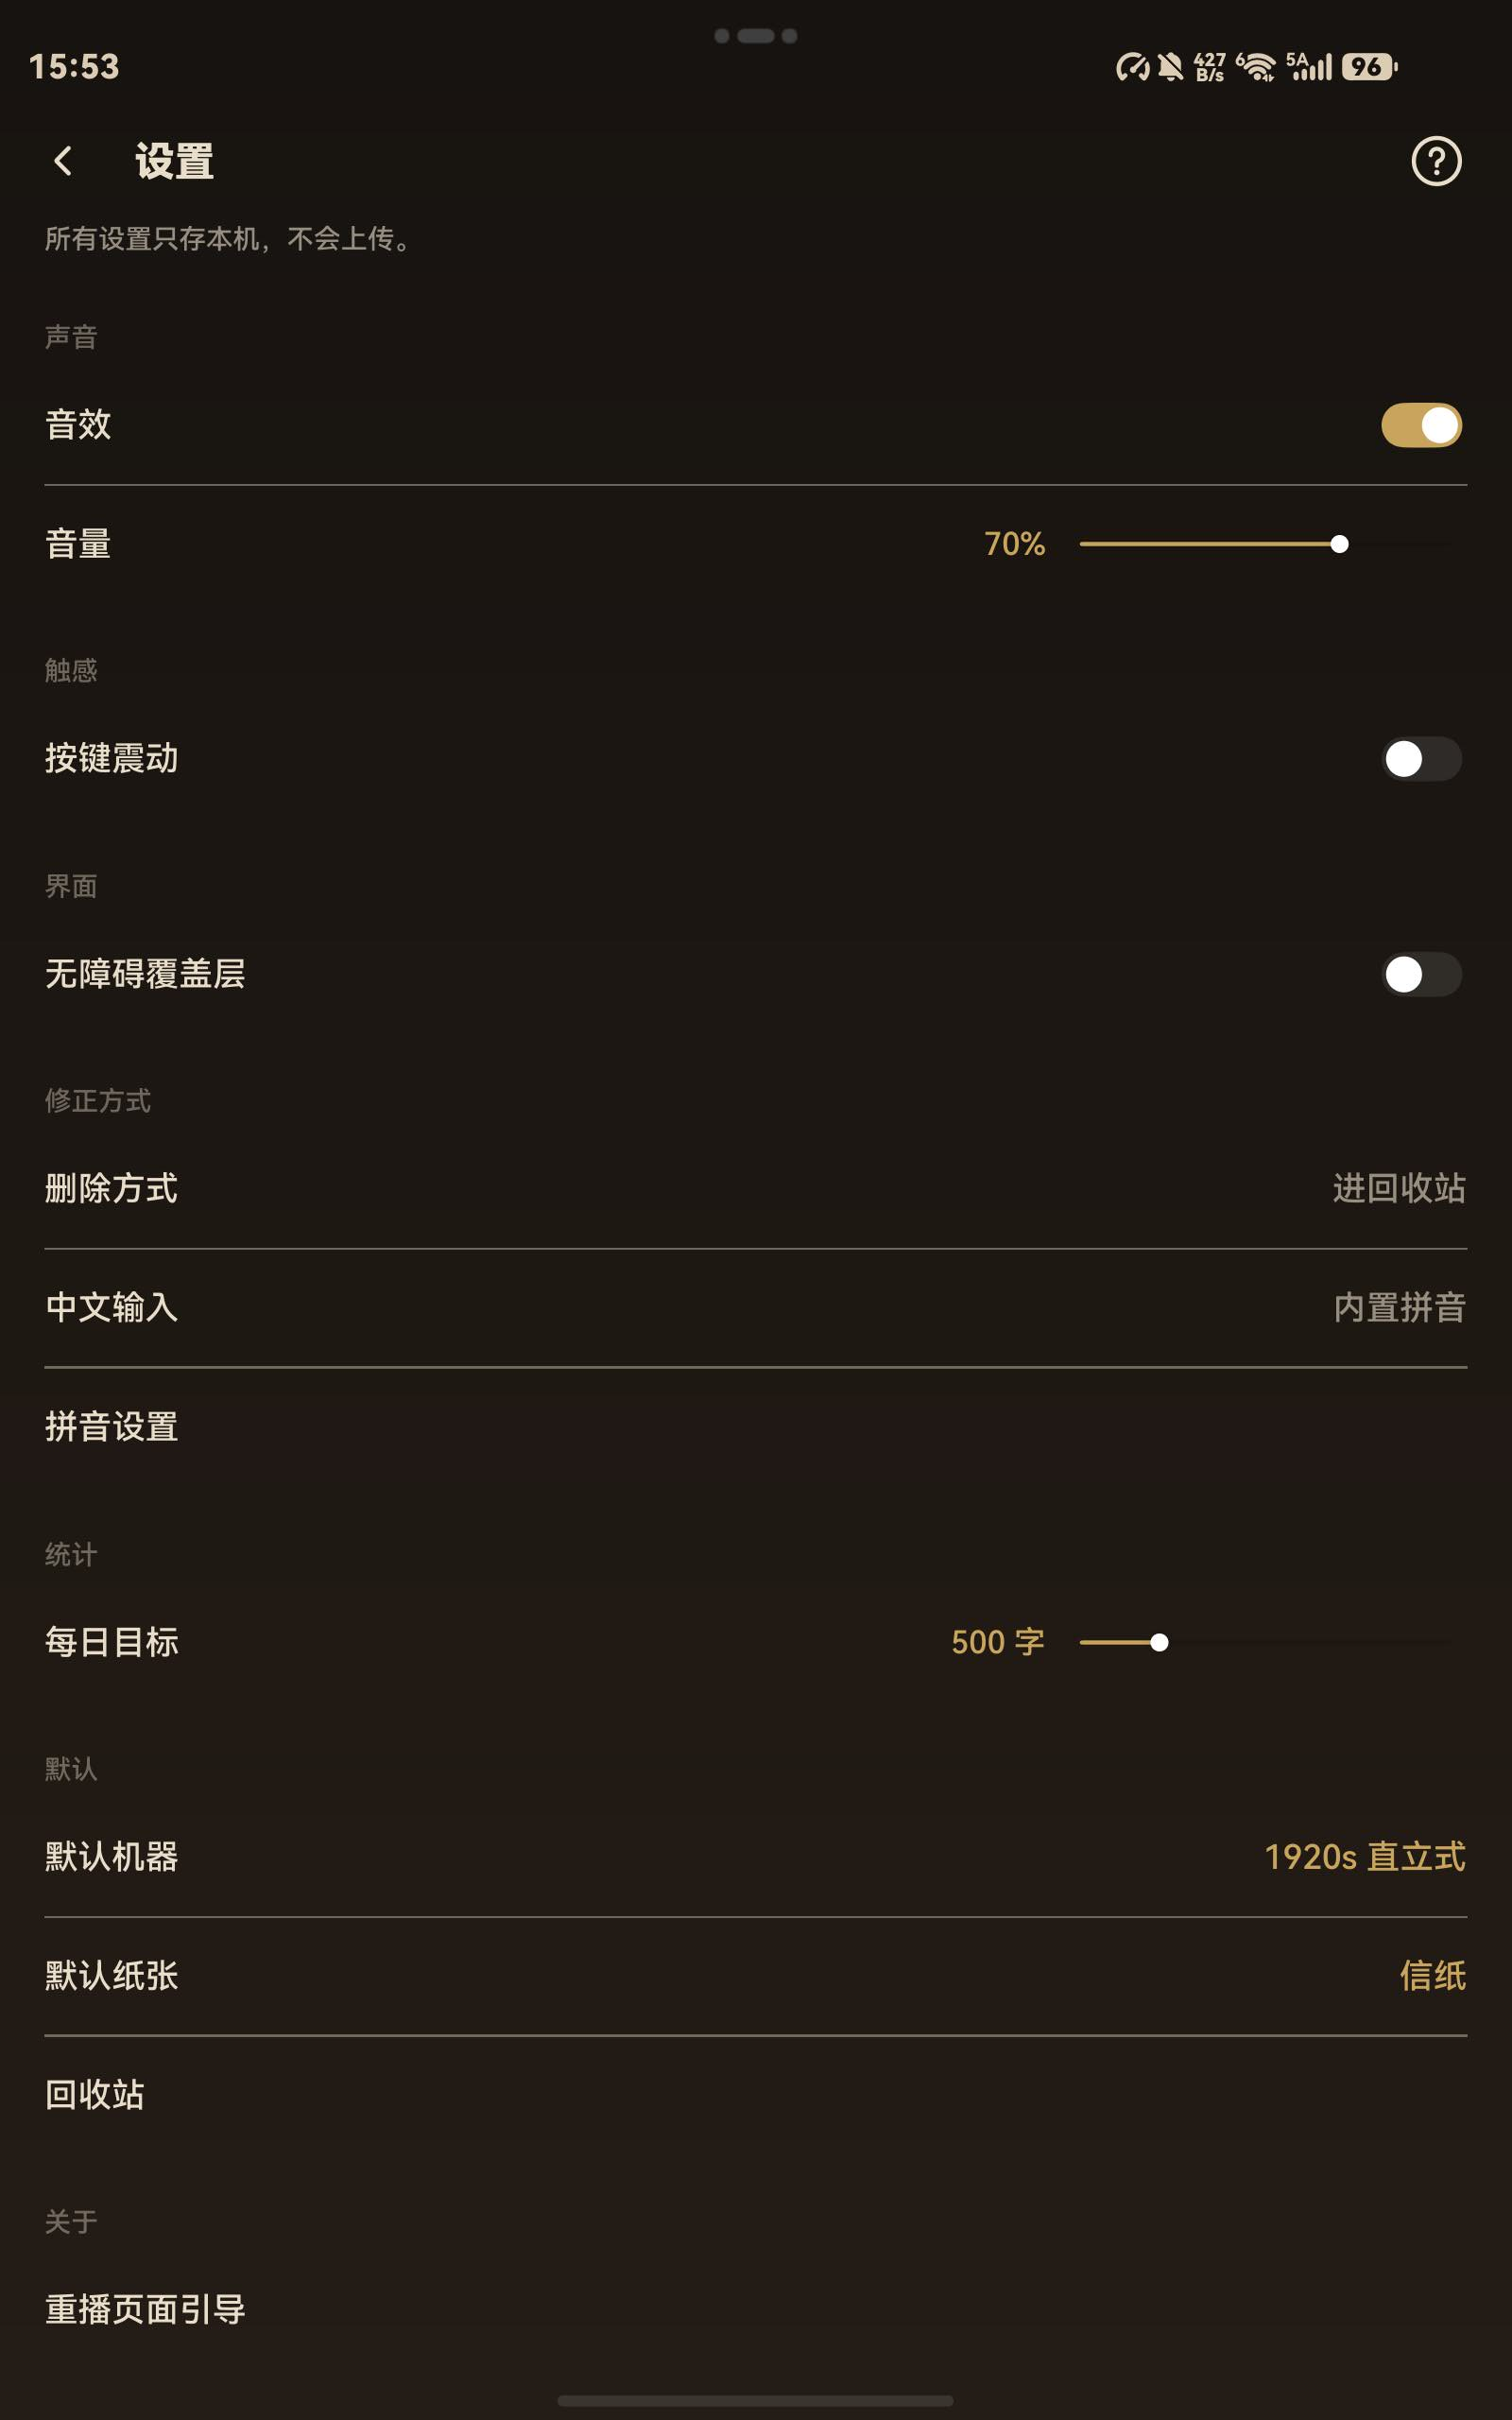 15:53
427 B/s 6 5A 96
设置
所有设置只存本机，不会上传。
声音
音效
音量 70%
触感
按键震动
界面
无障碍覆盖层
修正方式
删除方式 进回收站
中文输入 内置拼音
拼音设置
统计
每日目标 500 字
默认
默认机器 1920s 直立式
默认纸张 信纸
回收站
关于
重播页面引导